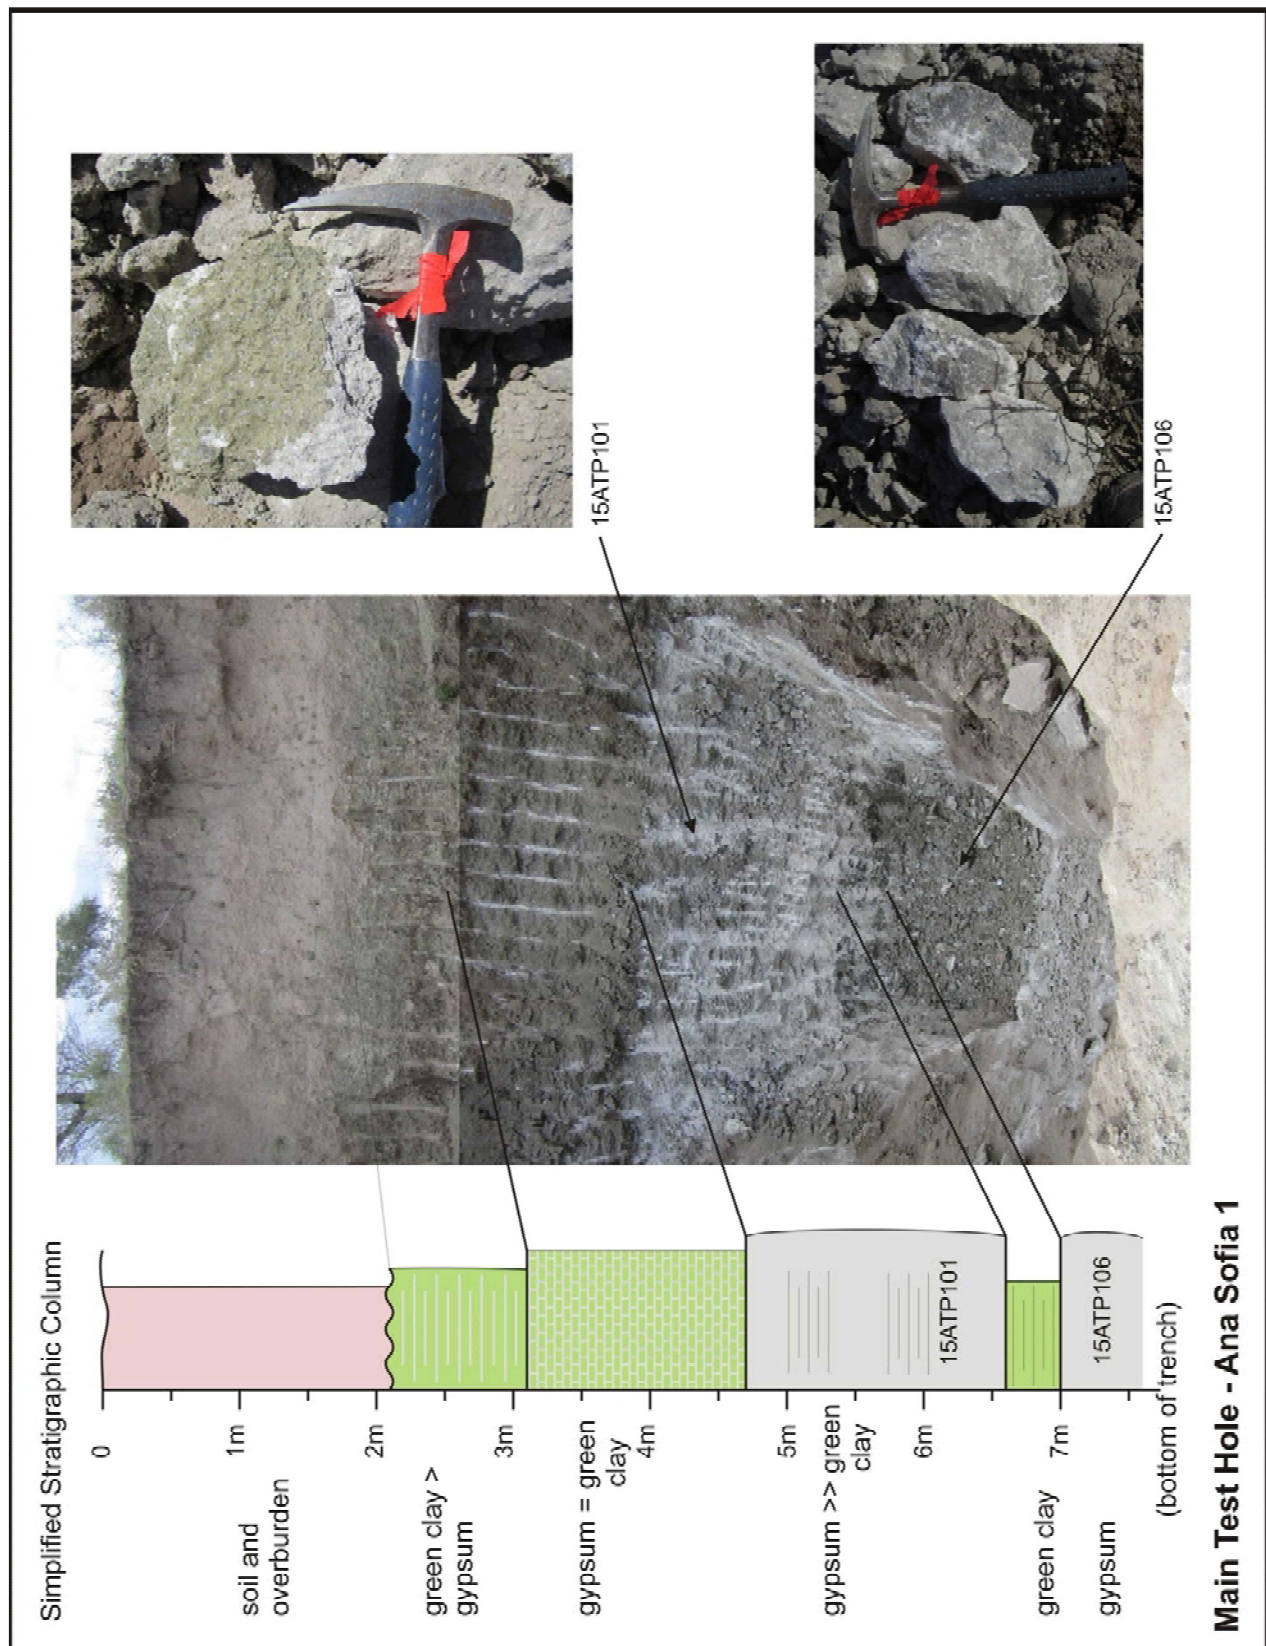 Simplified Stratigraphic Column
0
1m
2m
3m
4m
5m
6m
7m
soil and
overburden
green clay >
gypsum
gypsum = green
clay
gypsum >> green
clay
green clay
gypsum
(bottom of trench)
15ATP101
15ATP106
15ATP101
15ATP106
Main Test Hole - Ana Sofia 1